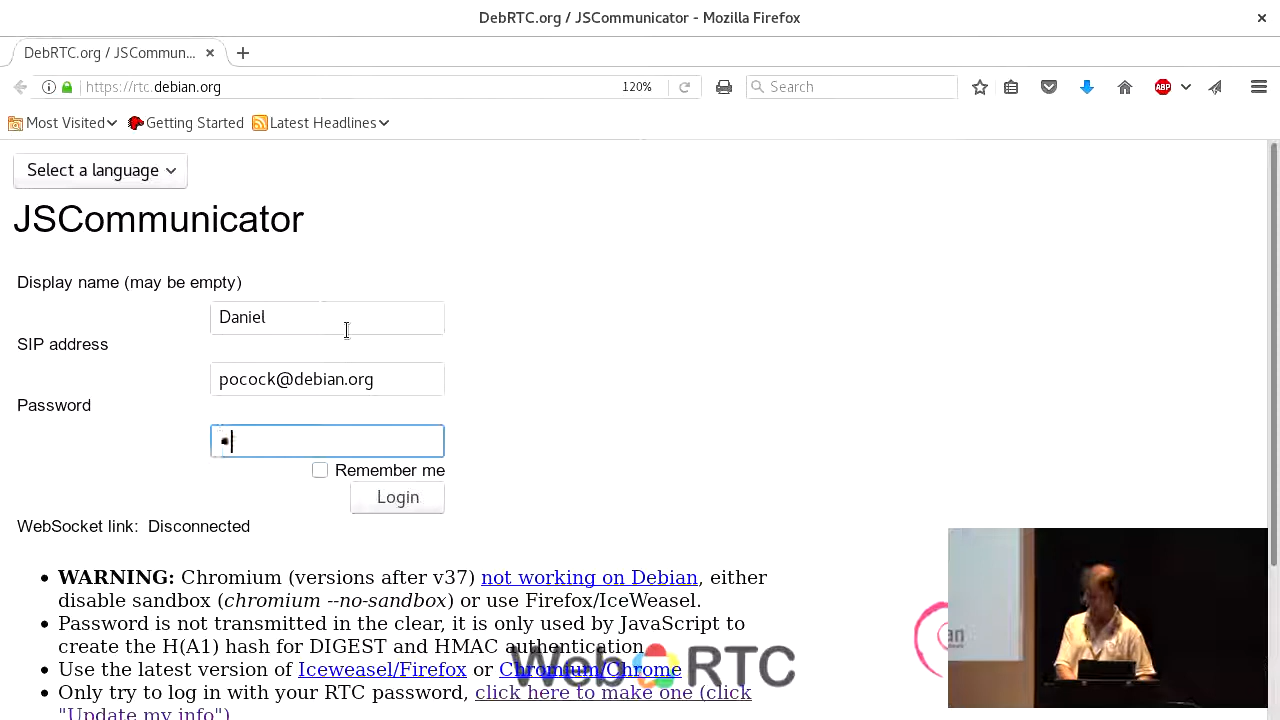 DebRTC.org / JSCommunicator - Mozilla Firefox
DebRTC.org / JSCommun...
https://rtc.debian.org
120%
Search
ABP
Most Visited
Getting Started
Latest Headlines
Select a language
JSCommunicator
Display name (may be empty)
Daniel
SIP address
pocock@debian.org
Password
Remember me
Login
WebSocket link: Disconnected
WARNING: Chromium (versions after v37) not working on Debian, either
disable sandbox (chromium --no-sandbox) or use Firefox/IceWeasel.
Password is not transmitted in the clear, it is only used by JavaScript to
create the H(A1) hash for DIGEST and HMAC authentication.
Use the latest version of Iceweasel/Firefox or Chromium/Chrome
Web RTC
Only try to log in with your RTC password, click here to make one (click
"Update my info")